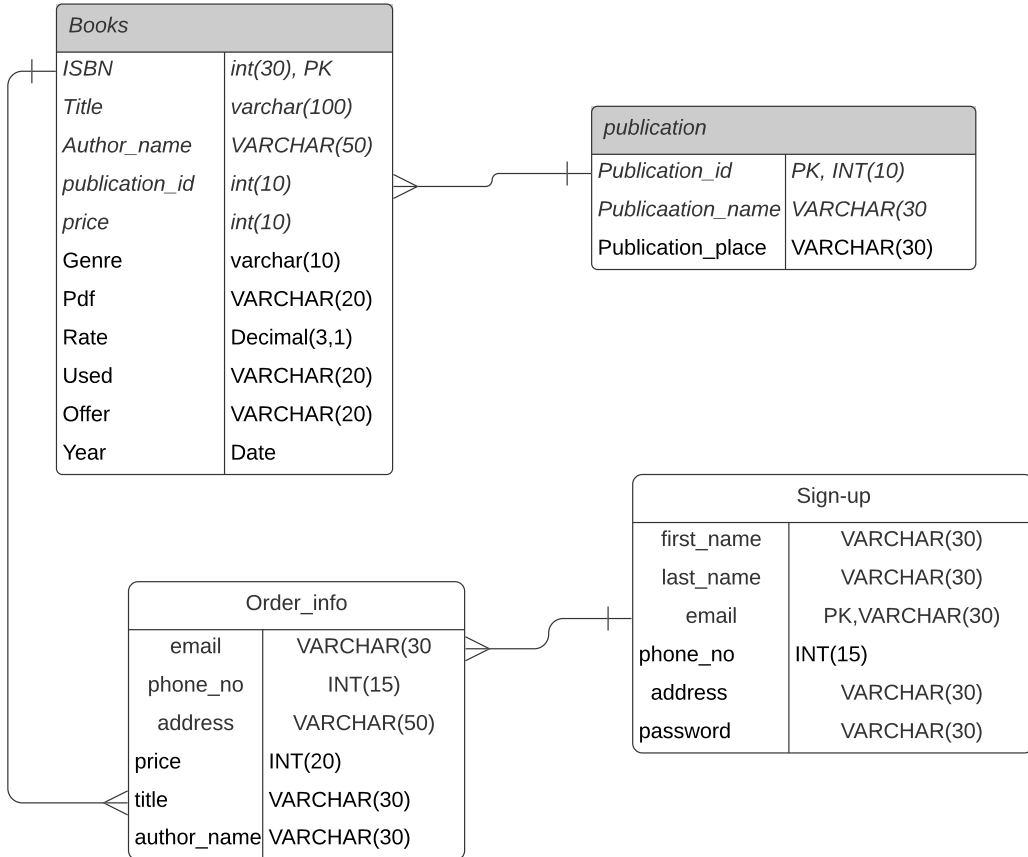 Books
ISBN int(30), PK
Title varchar(100)
Author_name VARCHAR(50)
publication_id int(10)
price int(10)
Genre varchar(10)
Pdf VARCHAR(20)
Rate Decimal(3,1)
Used VARCHAR(20)
Offer VARCHAR(20)
Year Date
publication
Publication_id PK, INT(10)
Publicaation_name VARCHAR(30
Publication_place VARCHAR(30)
Sign-up
first_name VARCHAR(30)
last_name VARCHAR(30)
email PK,VARCHAR(30)
phone_no INT(15)
address VARCHAR(30)
password VARCHAR(30)
Order_info
email VARCHAR(30
phone_no INT(15)
address VARCHAR(50)
price INT(20)
title VARCHAR(30)
author_name VARCHAR(30)